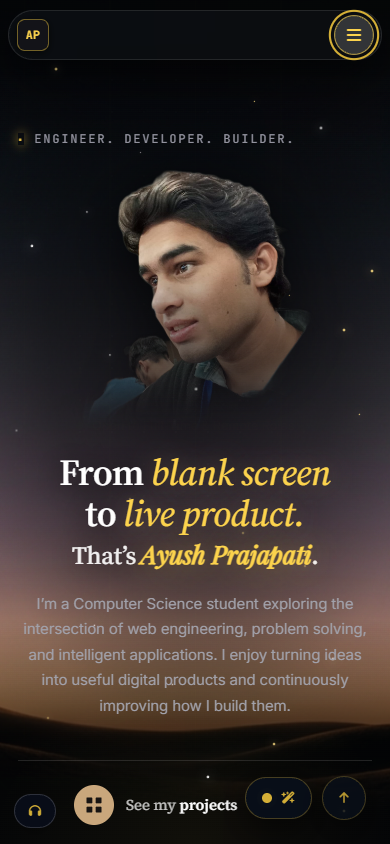 AP
ENGINEER. DEVELOPER. BUILDER.
From blank screen
to live product.
That's Ayush Prajapati.
I'm a Computer Science student exploring the
intersection of web engineering, problem solving,
and intelligent applications. I enjoy turning ideas
into useful digital products and continuously
improving how I build them.
See my projects